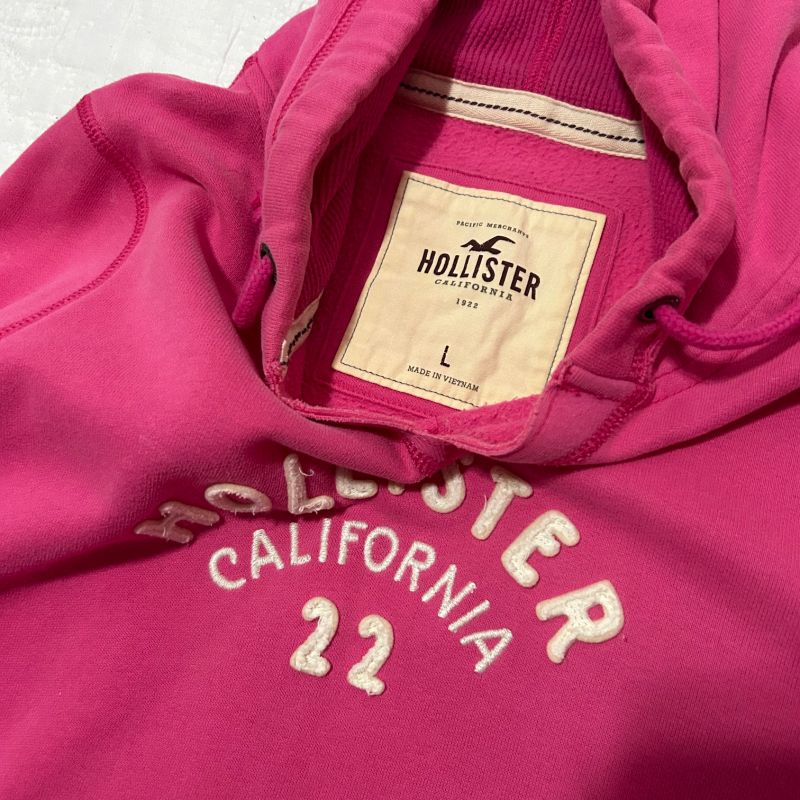 PACIFIC MERCHANTS
HOLLISTER
CALIFORNIA
1922
L
MADE IN VIETNAM
HOLLISTER
CALIFORNIA
22